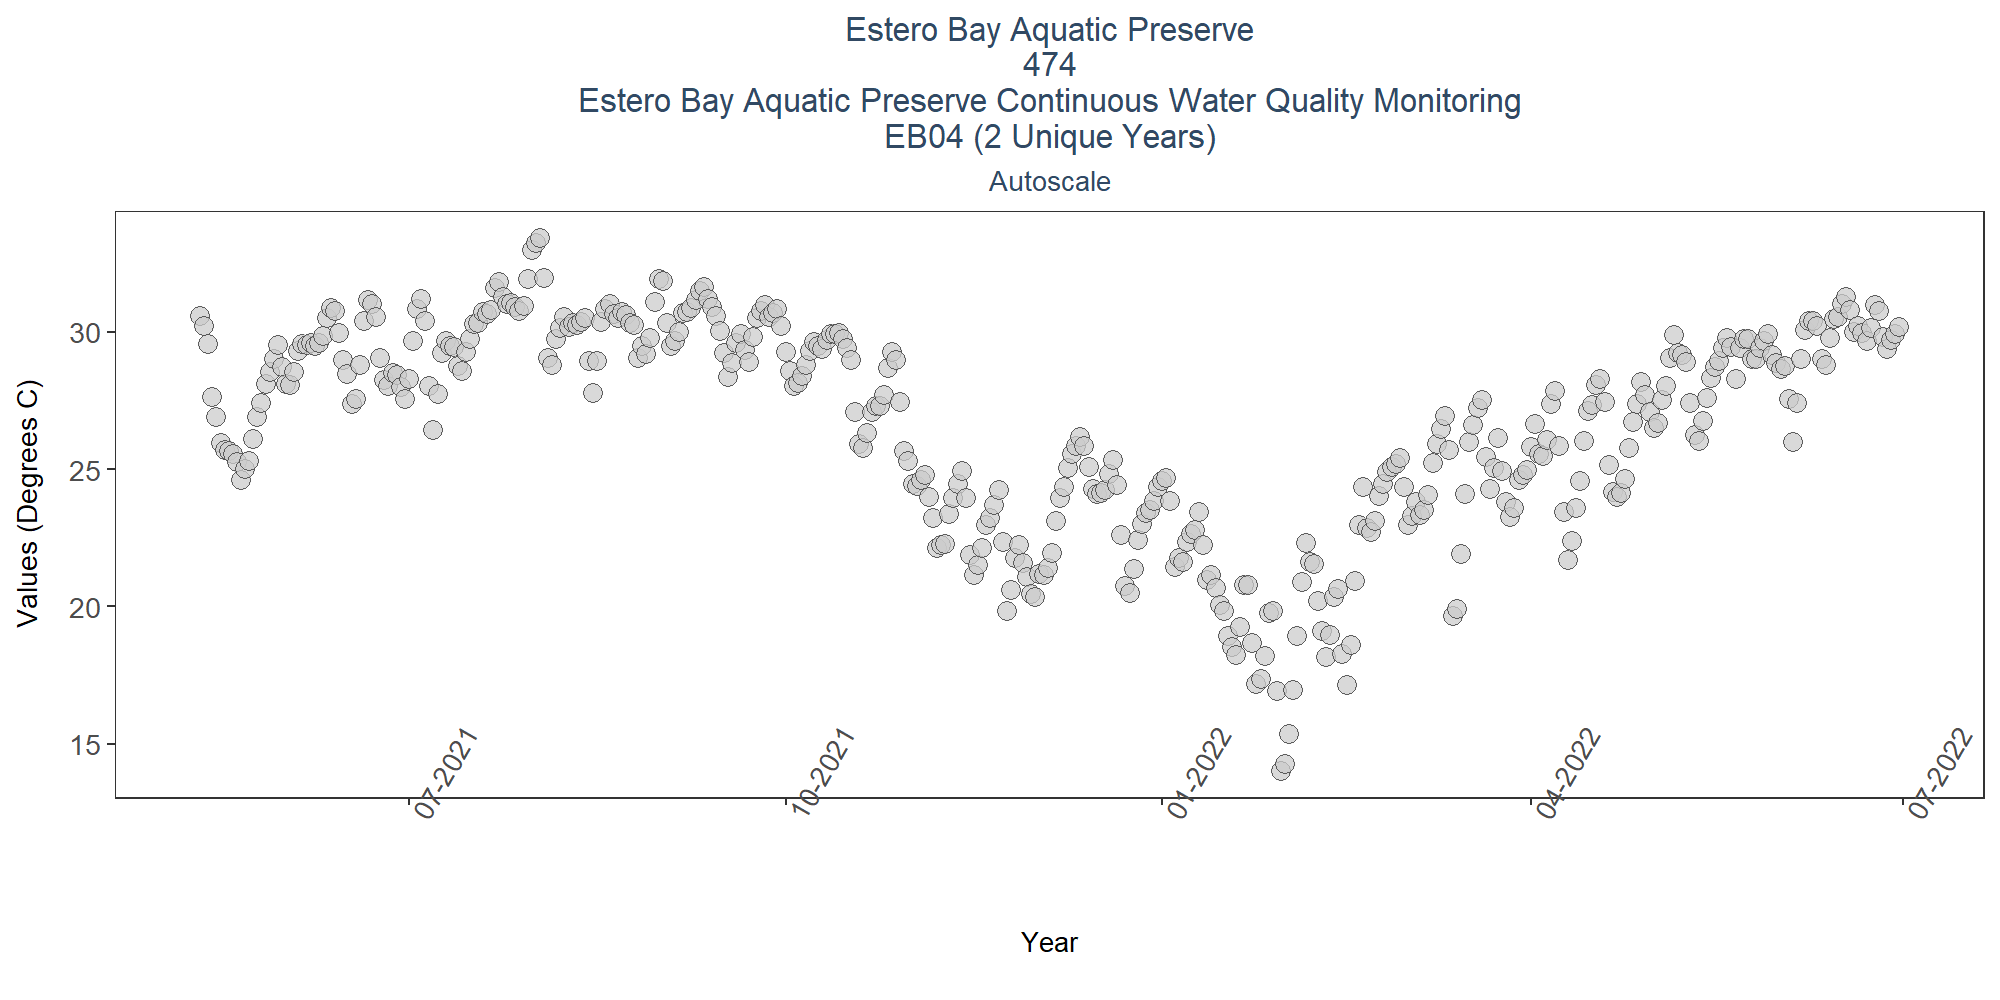 Estero Bay Aquatic Preserve
474
Estero Bay Aquatic Preserve Continuous Water Quality Monitoring
EB04 (2 Unique Years)
Autoscale
Values (Degrees C)
30
25
20
15
07-2021
10-2021
01-2022
04-2022
07-2022
Year